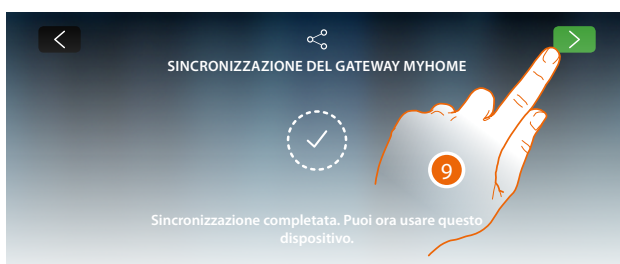 SINCRONIZZAZIONE DEL GATEWAY MYHOME
9
Sincronizzazione completata. Puoi ora usare questo
dispositivo.